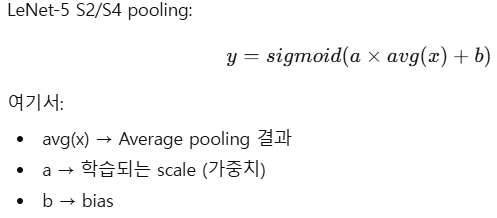 LeNet-5 S2/S4 pooling:
y = sigmoid(a × avg(x) + b)
여기서:
• avg(x) → Average pooling 결과
• a → 학습되는 scale (가중치)
• b → bias